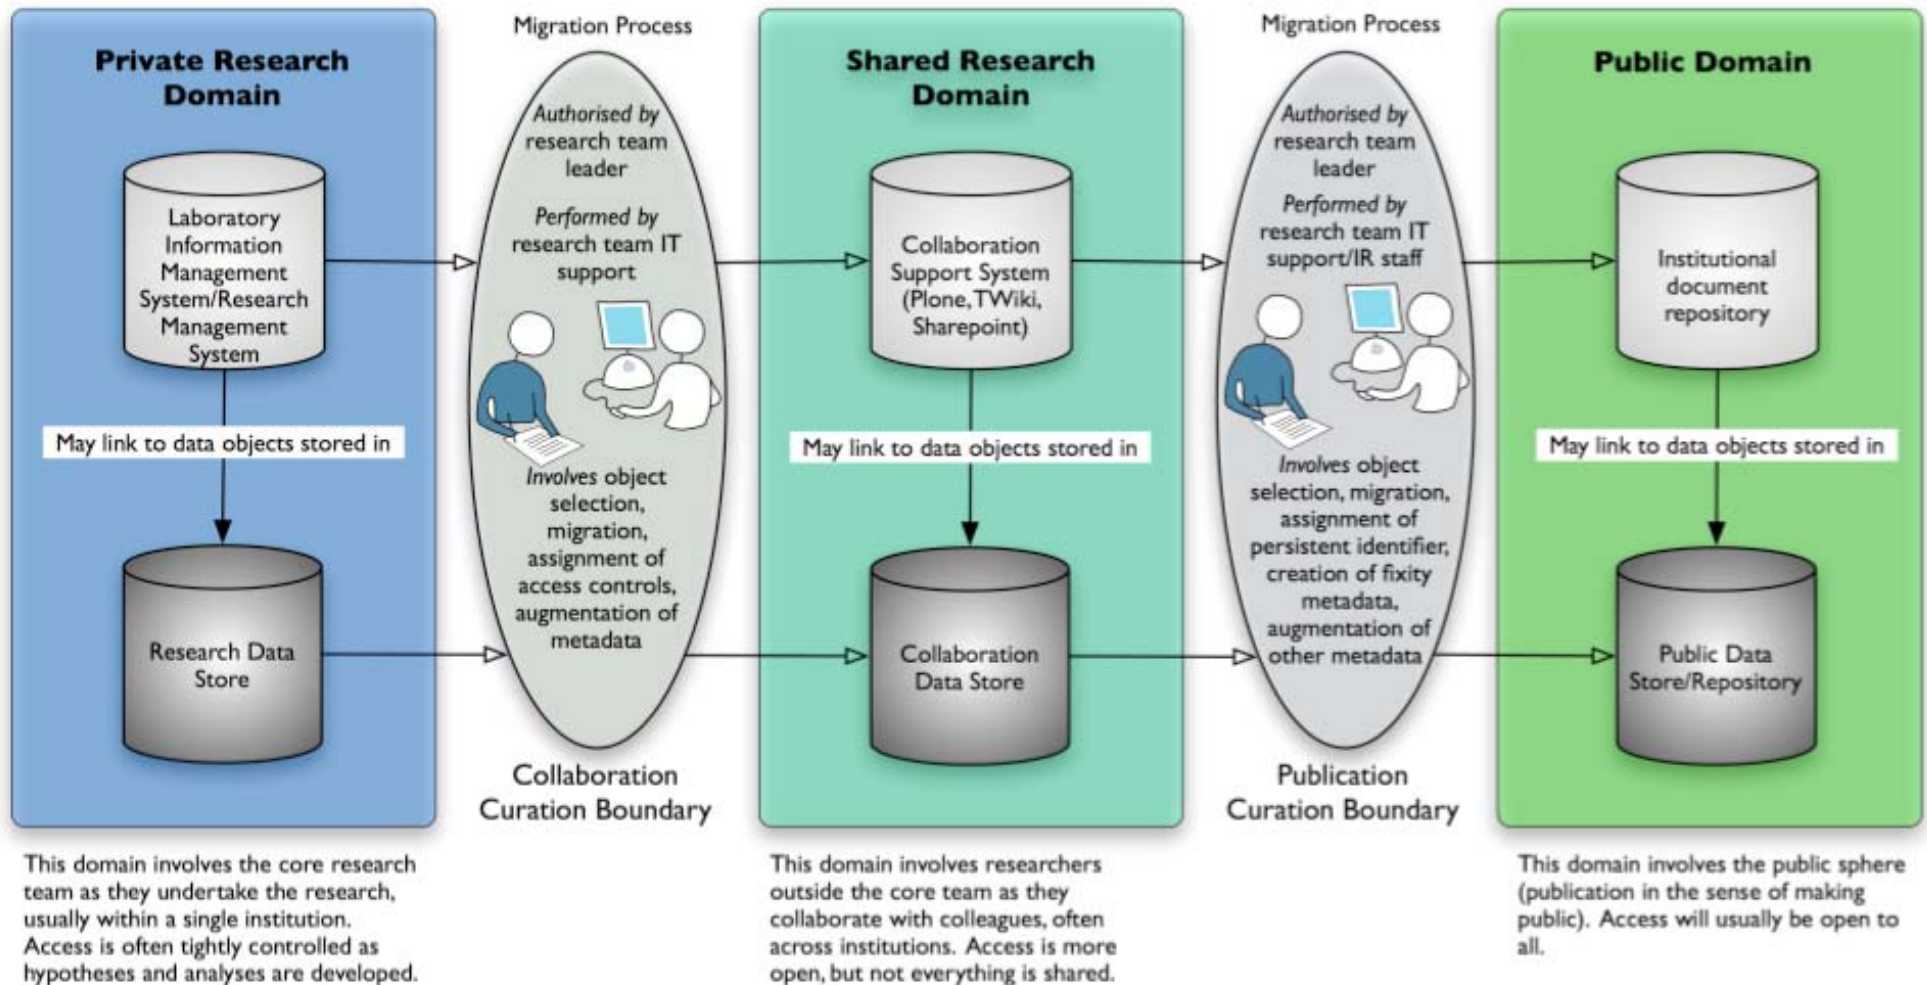 Private Research
Domain
Laboratory
Information
Management
System/Research
Management
System
May link to data objects stored in
Research Data
Store
This domain involves the core research
team as they undertake the research,
usually within a single institution.
Access is often tightly controlled as
hypotheses and analyses are developed.
Migration Process
Authorised by
research team
leader
Performed by
research team IT
support
Involves object
selection,
migration,
assignment of
access controls,
augmentation of
metadata
Collaboration
Curation Boundary
Shared Research
Domain
Collaboration
Support System
(Plone, TWiki,
Sharepoint)
May link to data objects stored in
Collaboration
Data Store
This domain involves researchers
outside the core team as they
collaborate with colleagues, often
across institutions. Access is more
open, but not everything is shared.
Migration Process
Authorised by
research team
leader
Performed by
research team IT
support/IR staff
Involves object
selection, migration,
assignment of
persistent identifier,
creation of fixity
metadata,
augmentation of
other metadata
Publication
Curation Boundary
Public Domain
Institutional
document
repository
May link to data objects stored in
Public Data
Store/Repository
This domain involves the public sphere
(publication in the sense of making
public). Access will usually be open to
all.